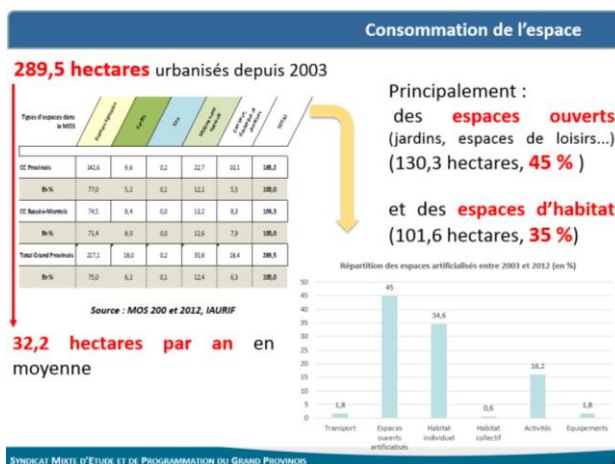 Consommation de l'espace
289,5 hectares urbanisés depuis 2003
Types d'espaces dans
le MOS
Eau
TOTAL
CC Provinois 142,6 9,6 0,2 22,7 10,1 185,2
En % 77,0 5,2 0,1 12,2 5,5 100,0
CC Bassée-Montois 74,5 8,4 0,0 13,2 8,3 104,3
En % 71,4 8,0 0,0 12,6 7,9 100,0
Total Grand Provinois 217,1 18,0 0,2 35,8 18,4 289,5
En % 75,0 6,2 0,1 12,4 6,3 100,0
Source : MOS 200 et 2012, IAURIF
32,2 hectares par an en
moyenne
Principalement :
des espaces ouverts
(jardins, espaces de loisirs...)
(130,3 hectares, 45 % )
et des espaces d'habitat
(101,6 hectares, 35 %)
Répartition des espaces artificialisés entre 2003 et 2012 (en %)
50
45
40
35
30
25
20
15
10
5
0
1,8
45
34,6
0,6
16,2
1,8
Transport
Espaces
ouverts
artificialisés
Habitat
individuel
Habitat
collectif
Activités
Equipements
SYNDICAT MIXTE D'ETUDE ET DE PROGRAMMATION DU GRAND PROVINOIS